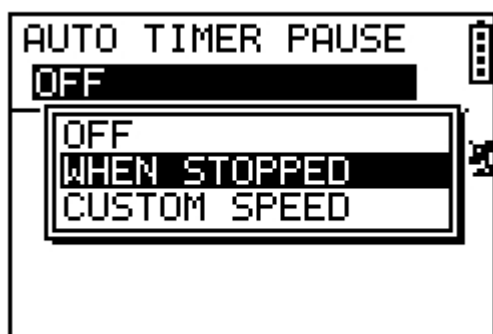 AUTO TIMER PAUSE
OFF
OFF
WHEN STOPPED
CUSTOM SPEED